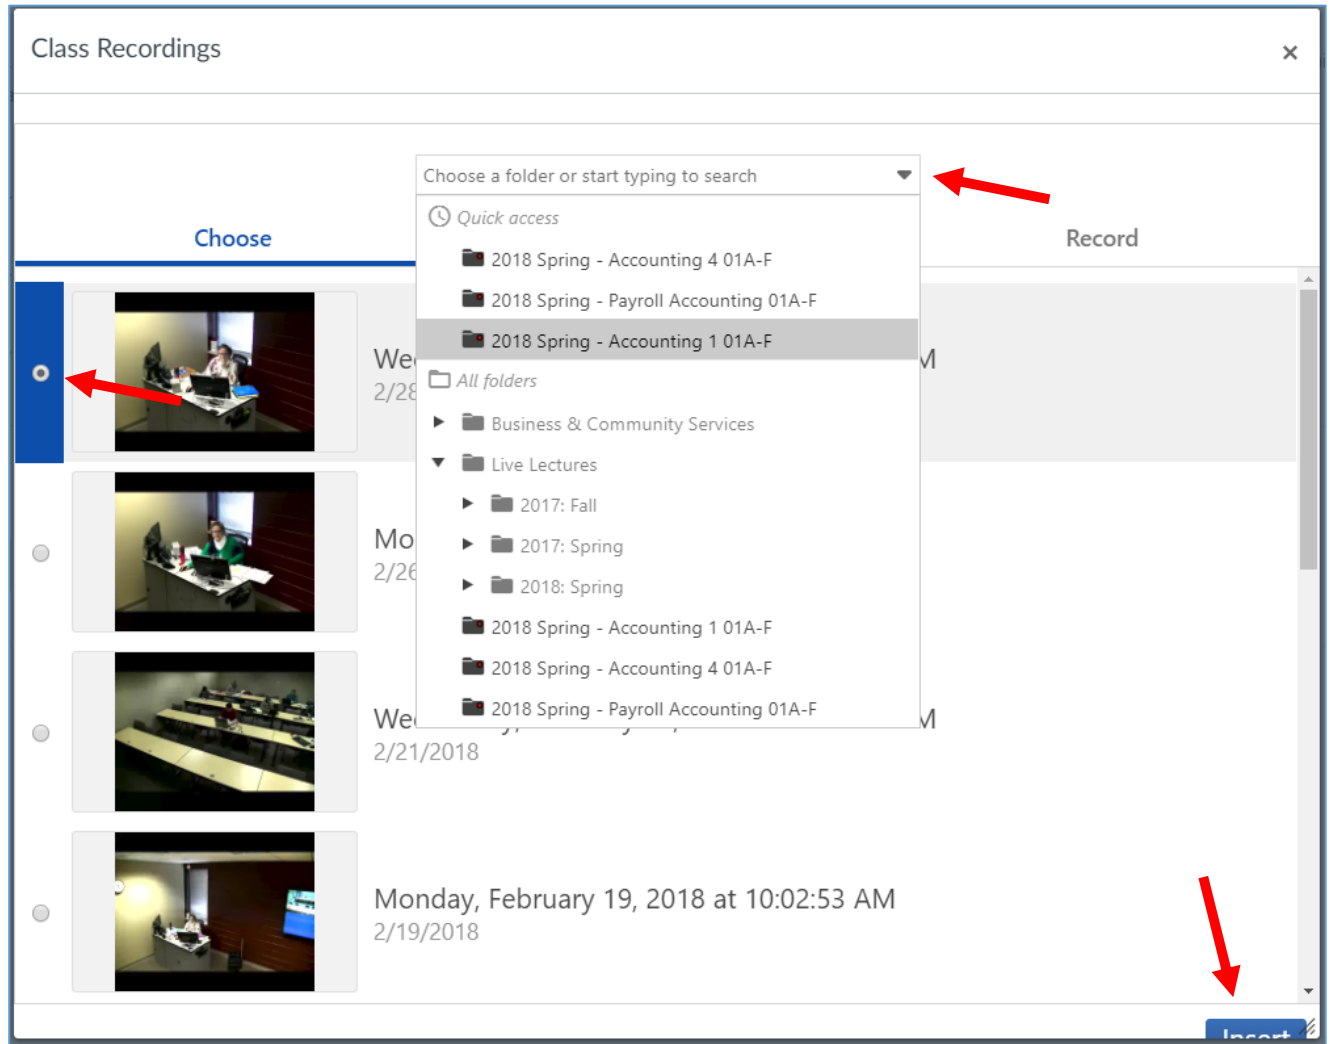 Class Recordings
×
Choose a folder or start typing to search
Quick access
Choose
Record
2018 Spring - Accounting 4 01A-F
2018 Spring - Payroll Accounting 01A-F
2018 Spring - Accounting 1 01A-F
All folders
Business & Community Services
Live Lectures
2017: Fall
2017: Spring
2018: Spring
2018 Spring - Accounting 1 01A-F
2018 Spring - Accounting 4 01A-F
2018 Spring - Payroll Accounting 01A-F
2/21/2018
Monday, February 19, 2018 at 10:02:53 AM
2/19/2018
Insert